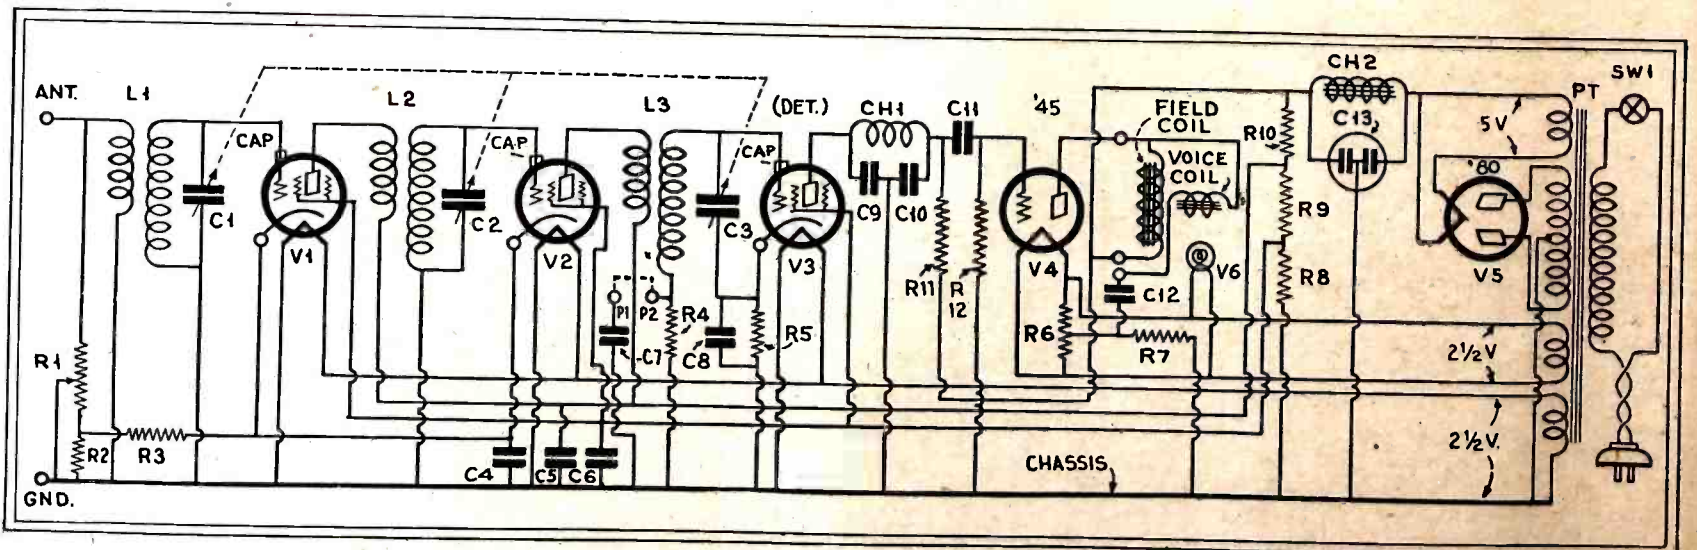 ANT.
L1
L2
L3
(DET.)
CH1
C11
'45
FIELD
COIL
CH2
SW1
PT
CAP
CAP
CAP
VOICE
COIL
R10
C13
5V
'80
C1
C2
C3
C9
C10
R9
V1
V2
V3
V4
V6
V5
R11
R
12
C12
R8
P1
P2
R4
R5
R6
R7
R1
C7
C8
2½V
R2
R3
C4
C5
C6
CHASSIS
2½V.
GND.